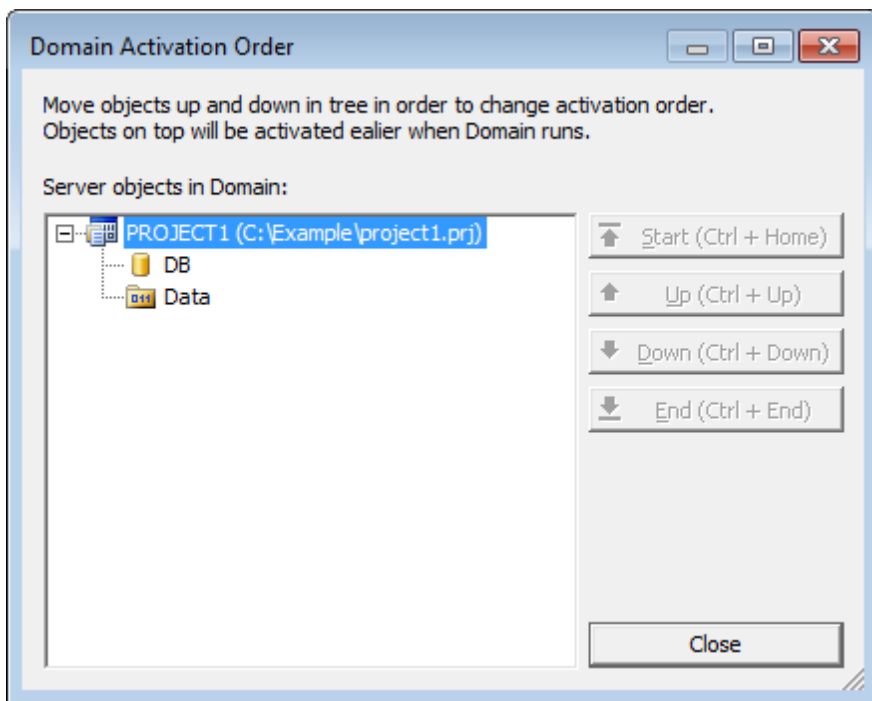 Domain Activation Order
Move objects up and down in tree in order to change activation order.
Objects on top will be activated ealier when Domain runs.
Server objects in Domain:
PROJECT1 (C:\Example\project1.prj)
DB
Data
Start (Ctrl + Home)
Up (Ctrl + Up)
Down (Ctrl + Down)
End (Ctrl + End)
Close